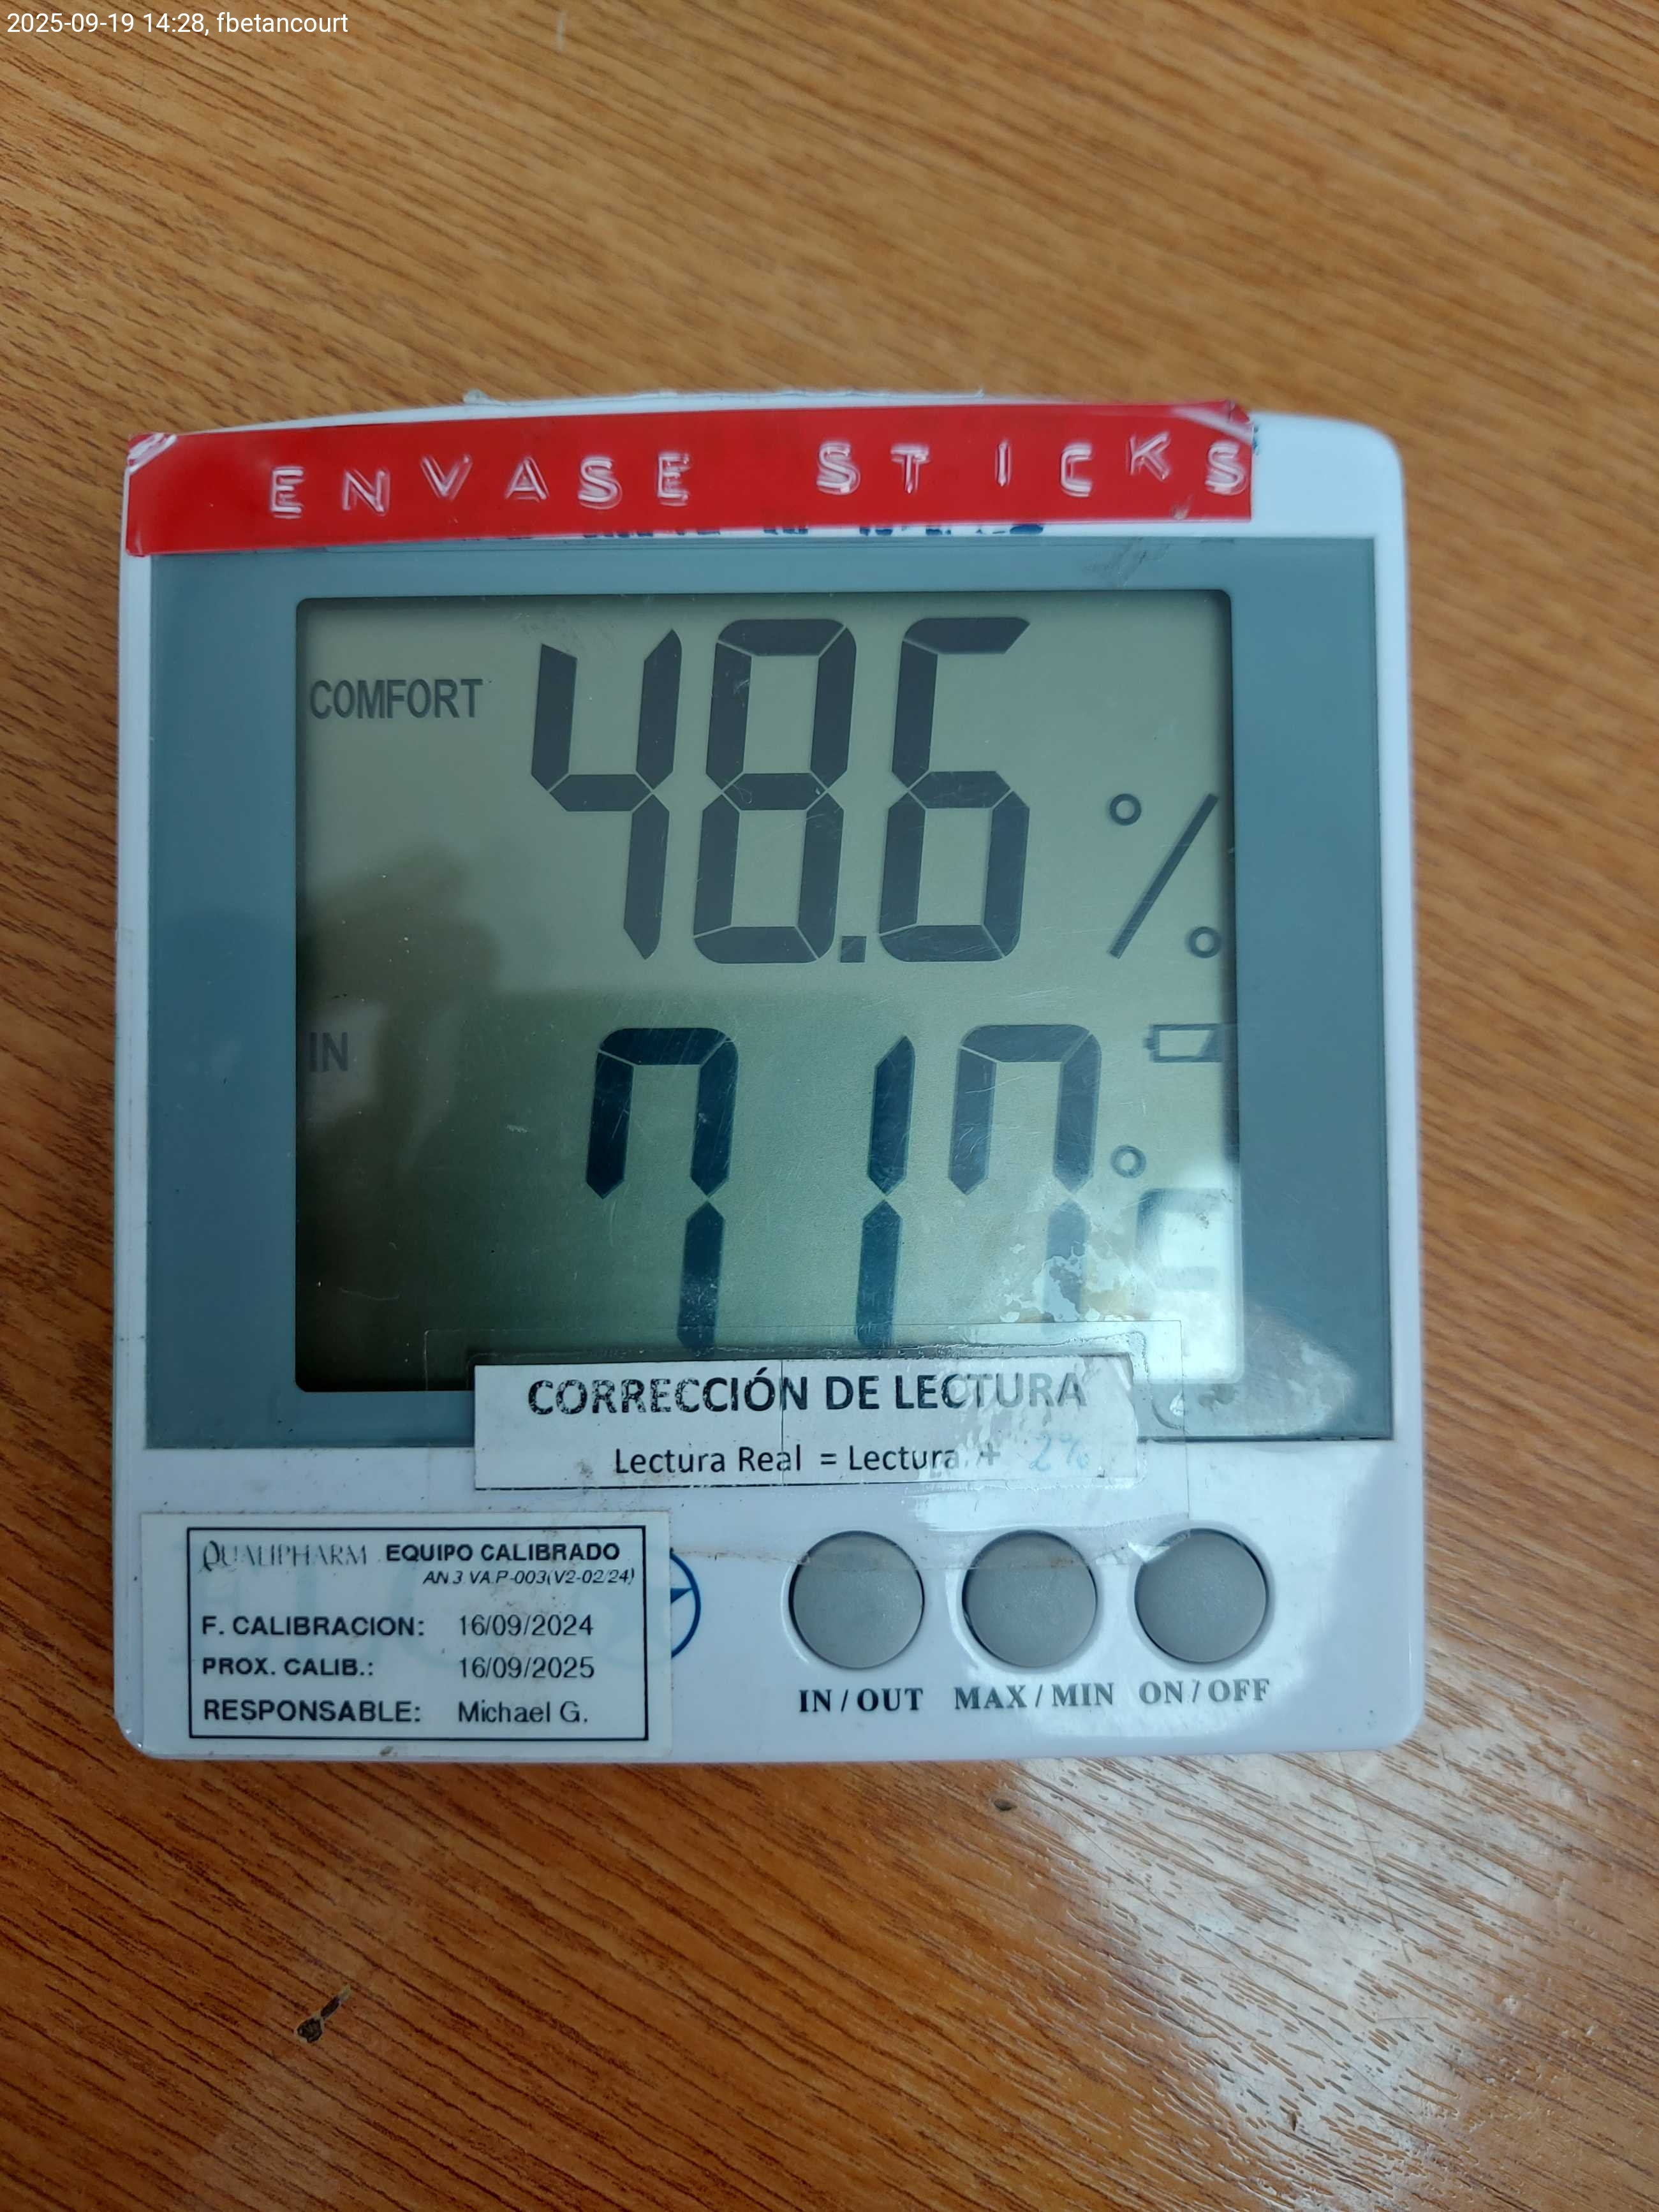 2025-09-19 14:28, fbetancourt
ENVASE STICKS
COMFORT
48.6 %
IN
CORRECCIÓN DE LECTURA
Lectura Real = Lectura + 2%
QUALIPHARM EQUIPO CALIBRADO
AN 3 VA.P-003(V2-02/24)
F. CALIBRACION: 16/09/2024
PROX. CALIB.: 16/09/2025
RESPONSABLE: Michael G.
IN/OUT MAX/MIN ON/OFF